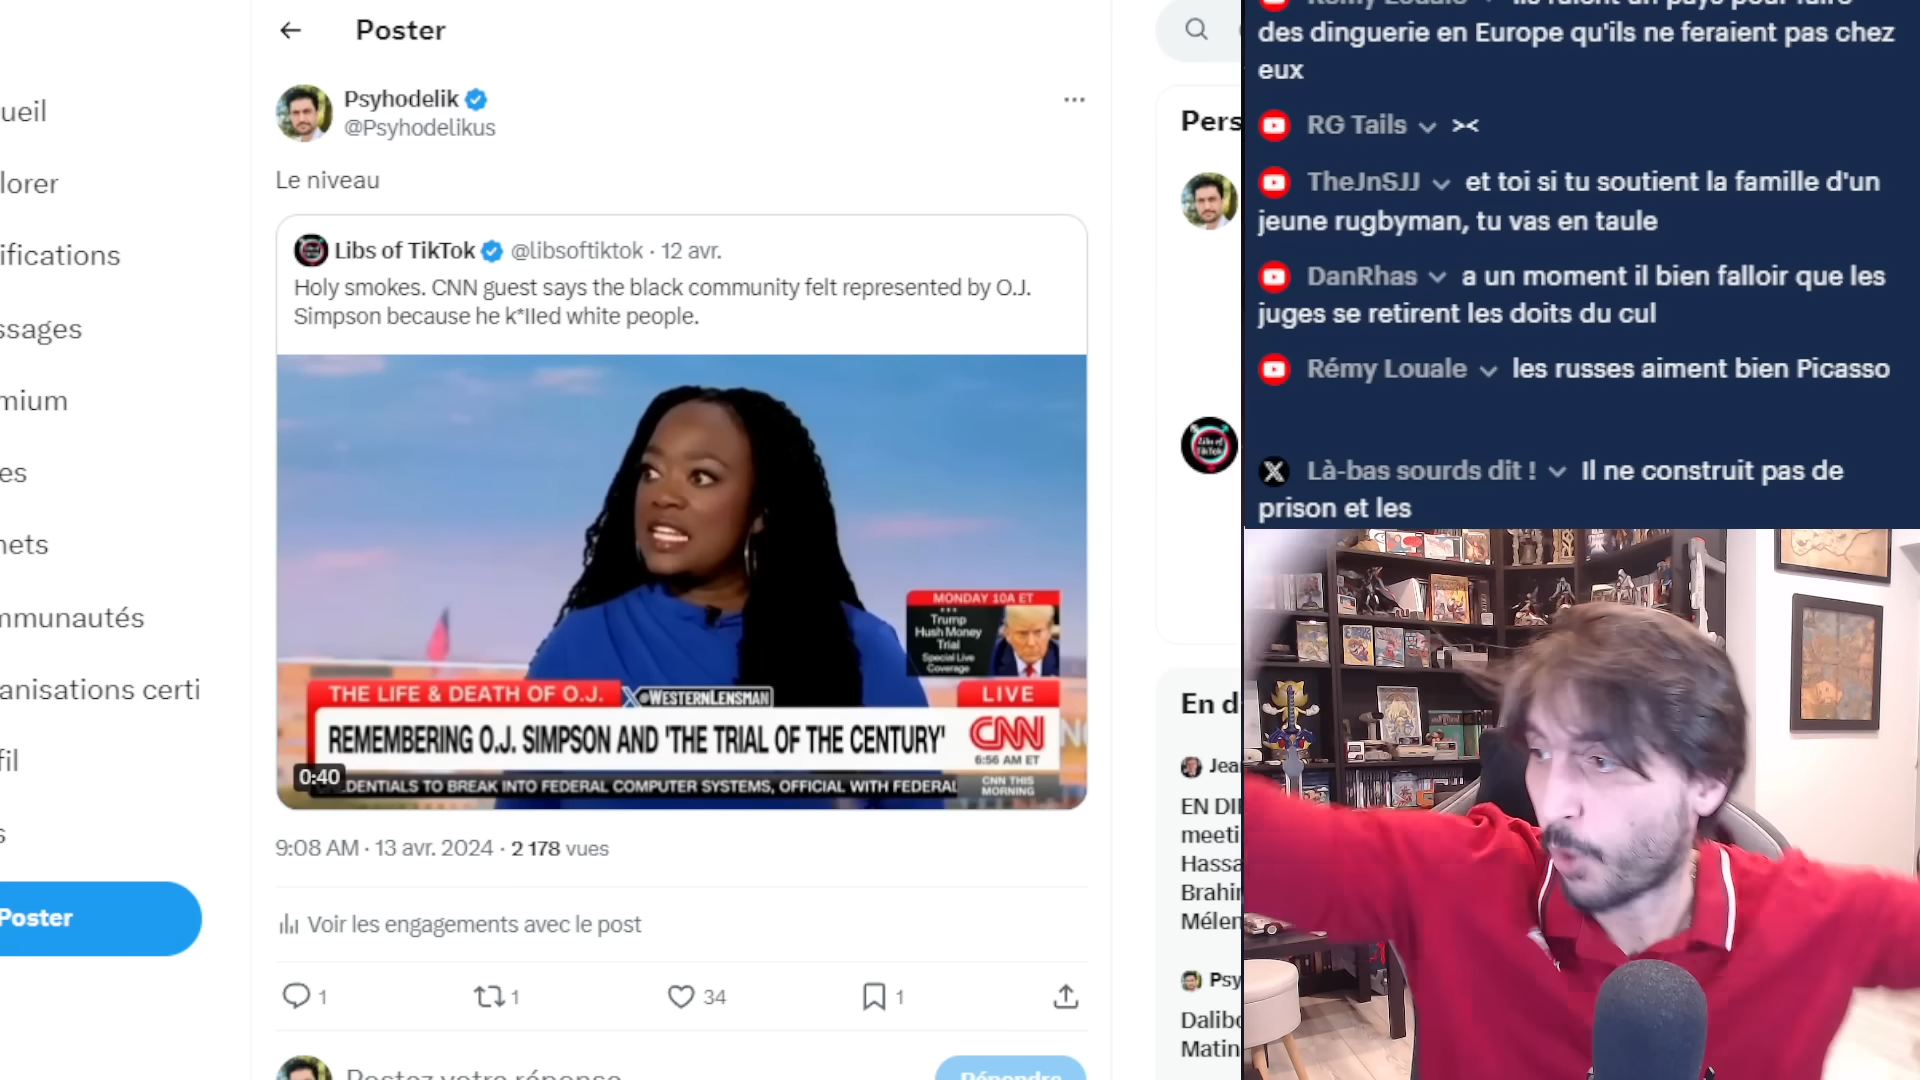 Poster
Psyhodelik
@Psyhodelikus
Le niveau
Libs of TikTok @libsoftiktok · 12 avr.
Holy smokes. CNN guest says the black community felt represented by O.J.
Simpson because he k*lled white people.
MONDAY 10A ET
Trump
Hush Money
Trial
Special Live
Coverage
THE LIFE & DEATH OF O.J.
@WESTERNLENSMAN
LIVE
REMEMBERING O.J. SIMPSON AND 'THE TRIAL OF THE CENTURY'
CNN
6:56 AM ET
0:40
DENTIALS TO BREAK INTO FEDERAL COMPUTER SYSTEMS, OFFICIAL WITH FEDERAL
CNN THIS
MORNING
9:08 AM · 13 avr. 2024 · 2 178 vues
Voir les engagements avec le post
1
1
34
1
Postez votre réponse
Répondre
ueil
lorer
ifications
ssages
mium
es
nets
mmunautés
anisations certi
fil
s
Poster
Pers
En d
Jea
EN DI
meeti
Hassa
Brahi
Mélen
Psy
Dalibo
Matin
des dinguerie en Europe qu'ils ne feraient pas chez
eux
RG Tails ><
TheJnSJJ et toi si tu soutient la famille d'un
jeune rugbyman, tu vas en taule
DanRhas a un moment il bien falloir que les
juges se retirent les doits du cul
Rémy Louale les russes aiment bien Picasso
Là-bas sourds dit ! Il ne construit pas de
prison et les